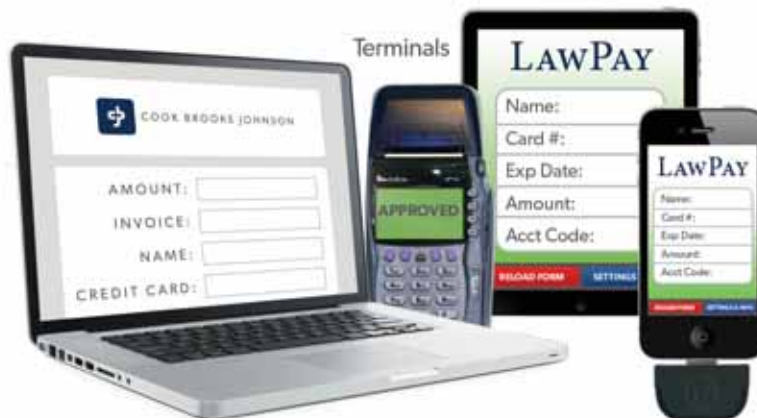 Terminals
COOK BROOKS JOHNSON
AMOUNT:
INVOICE:
NAME:
CREDIT CARD:
APPROVED
LAWPAY
Name:
Card #:
Exp Date:
Amount:
Acct Code:
RELOAD FORM
SETTINGS
LAWPAY
Name:
Card #:
Exp Date:
Amount:
Acct Code: